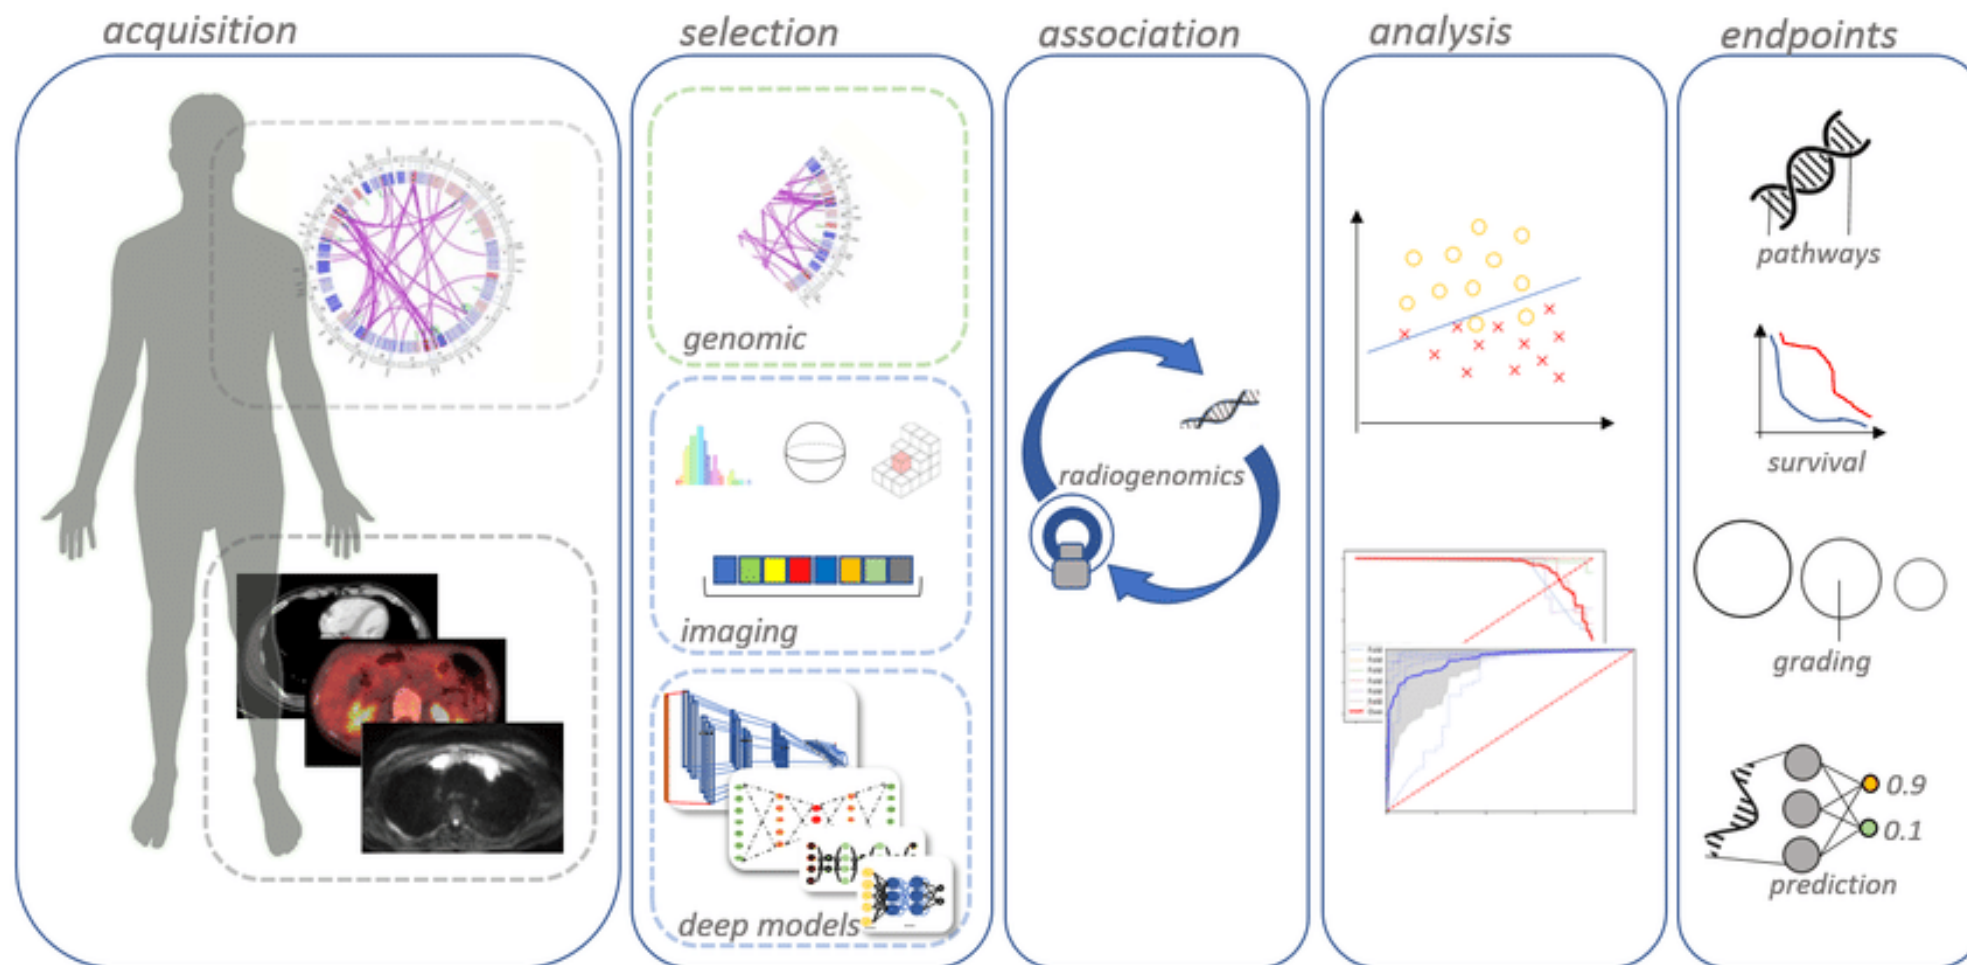 acquisition
selection
association
analysis
endpoints
genomic
imaging
deep models
radiogenomics
pathways
survival
grading
0.9
0.1
prediction